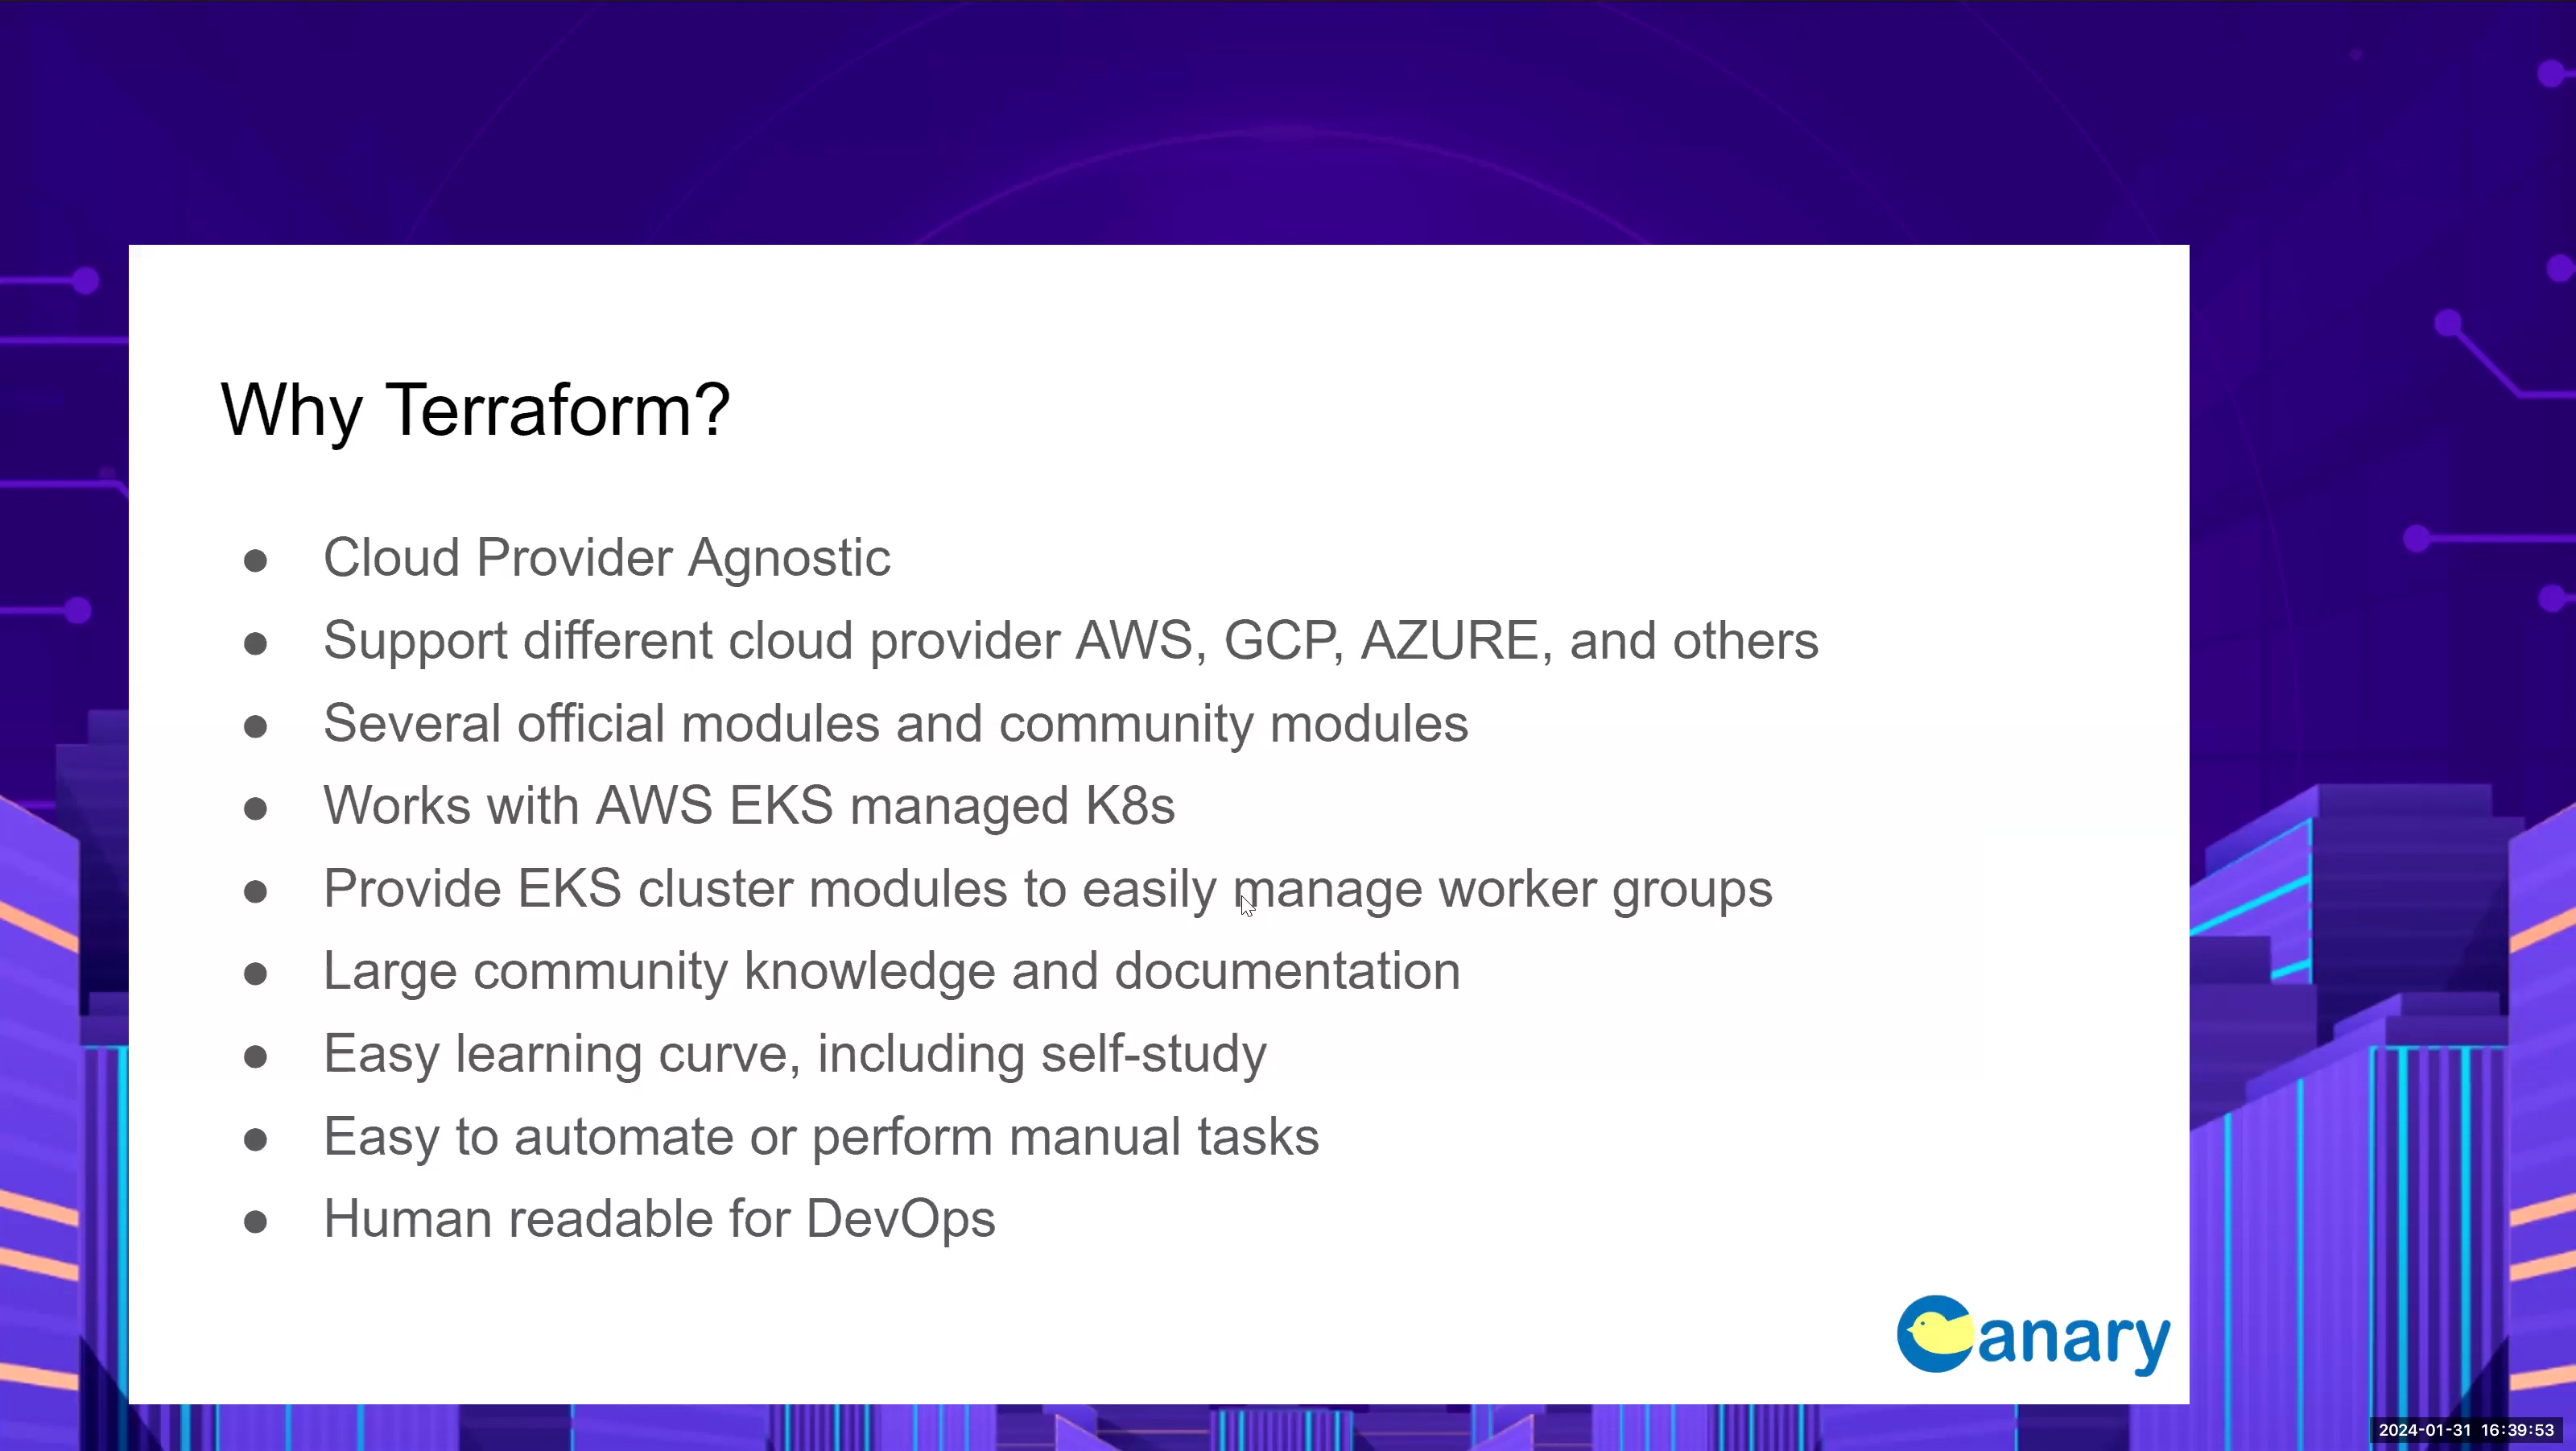 Why Terraform?
● Cloud Provider Agnostic
● Support different cloud provider AWS, GCP, AZURE, and others
● Several official modules and community modules
● Works with AWS EKS managed K8s
● Provide EKS cluster modules to easily manage worker groups
● Large community knowledge and documentation
● Easy learning curve, including self-study
● Easy to automate or perform manual tasks
● Human readable for DevOps
Canary
2024-01-31 16:39:53